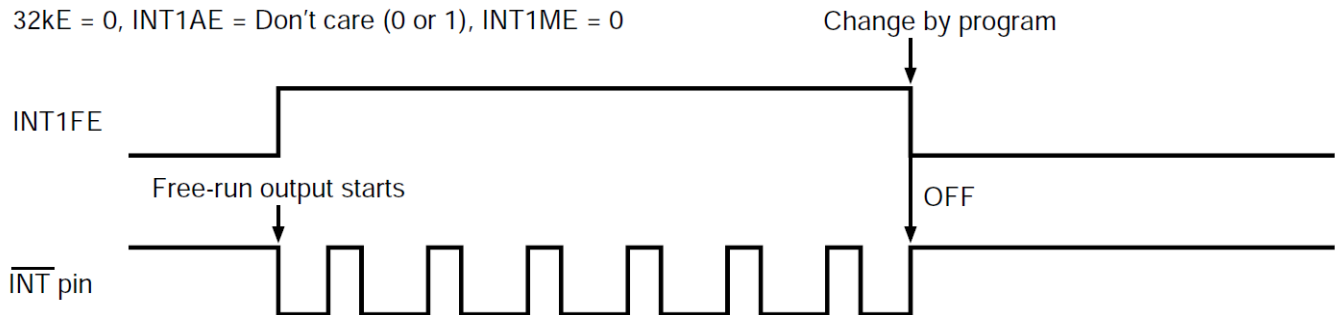 32kE = 0, INT1AE = Don’t care (0 or 1), INT1ME = 0
Change by program
INT1FE
Free-run output starts
OFF
INT pin